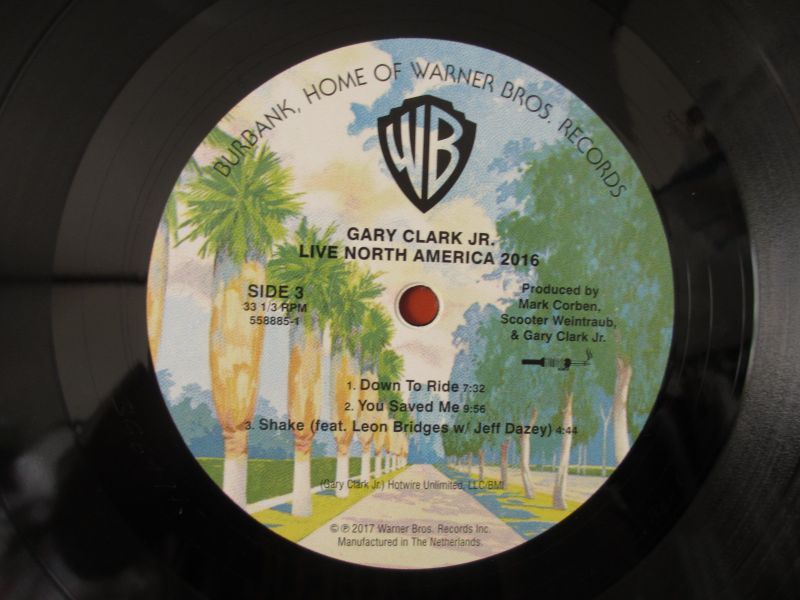 BURBANK, HOME OF WARNER BROS. RECORDS
WB
GARY CLARK JR.
LIVE NORTH AMERICA 2016
SIDE 3
33 1/3 RPM
558885-1
Produced by
Mark Corben,
Scooter Weintraub,
& Gary Clark Jr.
1. Down To Ride 7:32
2. You Saved Me 9:56
3. Shake (feat. Leon Bridges w/ Jeff Dazey) 4:44
(Gary Clark Jr.) Hotwire Unlimited, LLC/BMI
© ℗ 2017 Warner Bros. Records Inc.
Manufactured in The Netherlands.